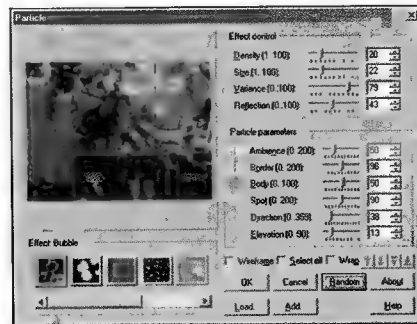 Particle
Effect control
Density (1..100): 20
Size (1..100): 22
Variance (0..100): 79
Reflection (0..100): 43
Particle parameters
Ambience (0..200): 50
Border (0..200): 96
Body (0..100): 50
Spot (0..200): 90
Direction (0..359): 38
Elevation (0..90): 13
Effect Bubble
Wireframe Select all Wrap
OK Cancel Random About
Load Add Help